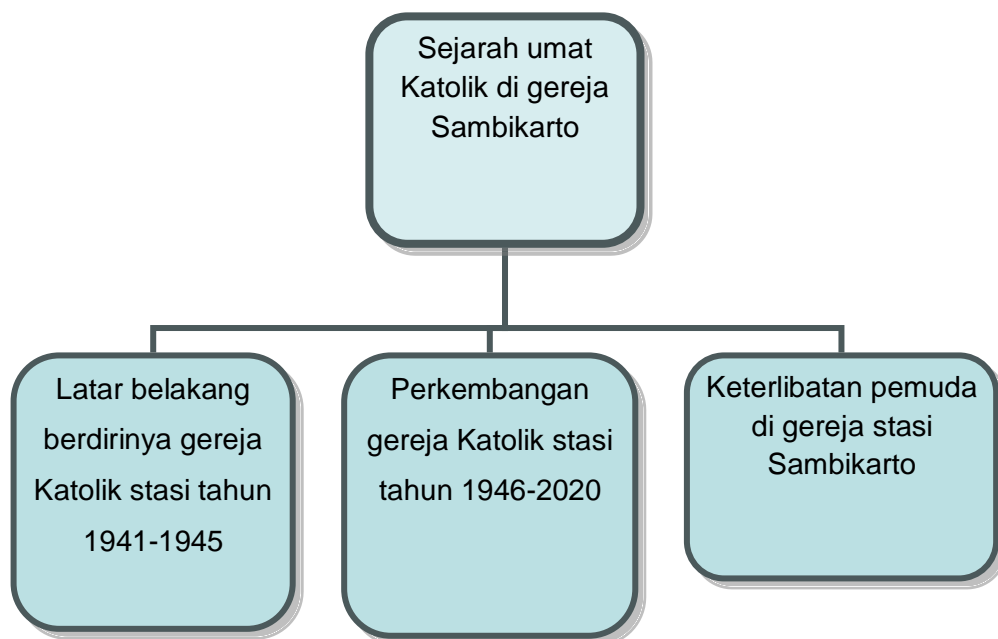 Sejarah umat
Katolik di gereja
Sambikarto
Latar belakang
berdirinya gereja
Katolik stasi tahun
1941-1945
Perkembangan
gereja Katolik stasi
tahun 1946-2020
Keterlibatan pemuda
di gereja stasi
Sambikarto